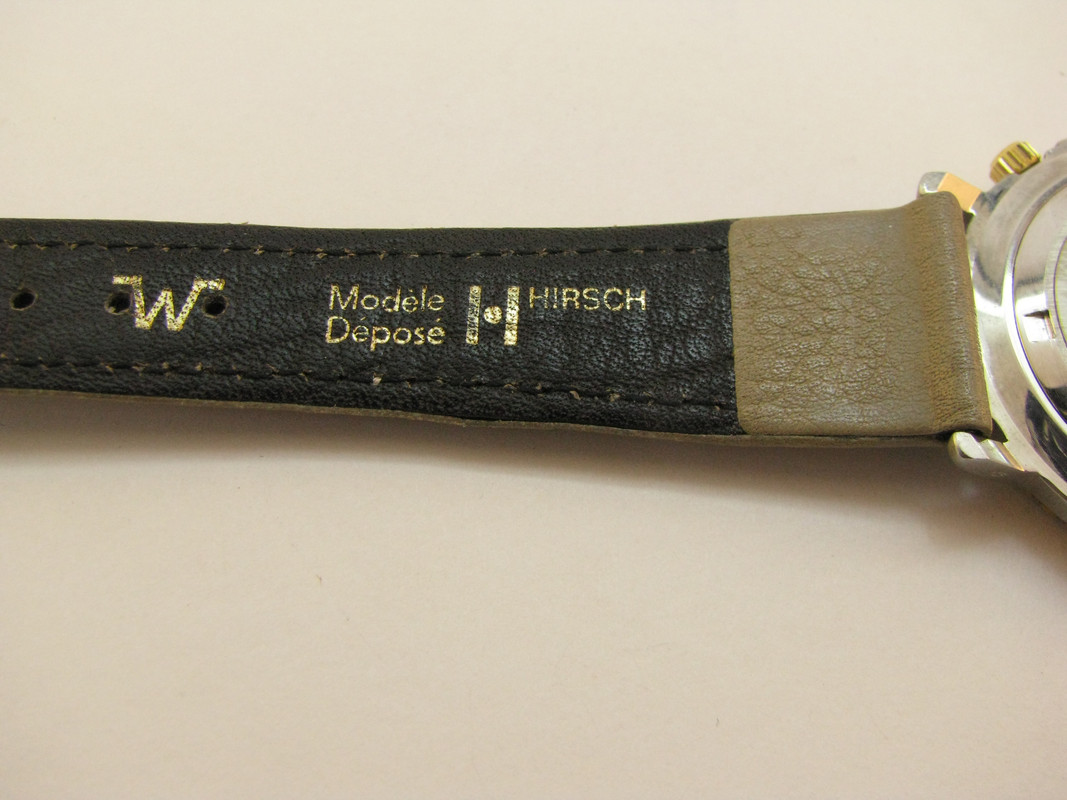 W
Modèle
Déposé
H HIRSCH